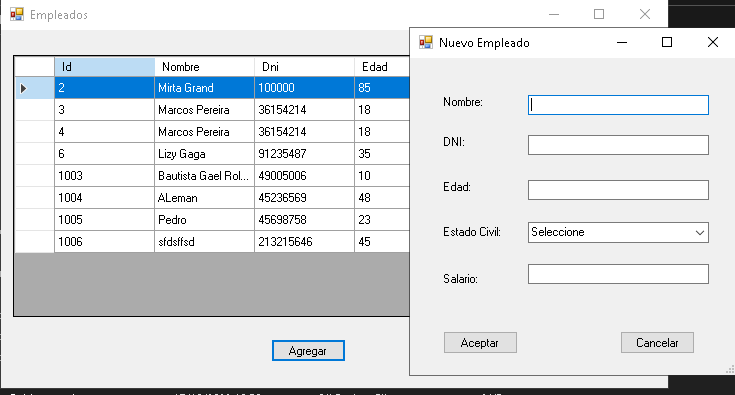 Empleados
Id Nombre Dni Edad
2 Mirta Grand 100000 85
3 Marcos Pereira 36154214 18
4 Marcos Pereira 36154214 18
6 Lizy Gaga 91235487 35
1003 Bautista Gael Rol... 49005006 10
1004 ALeman 45236569 48
1005 Pedro 45698758 23
1006 sfdsffsd 213215646 45
Agregar
Nuevo Empleado
Nombre:
DNI:
Edad:
Estado Civil: Seleccione
Salario:
Aceptar Cancelar